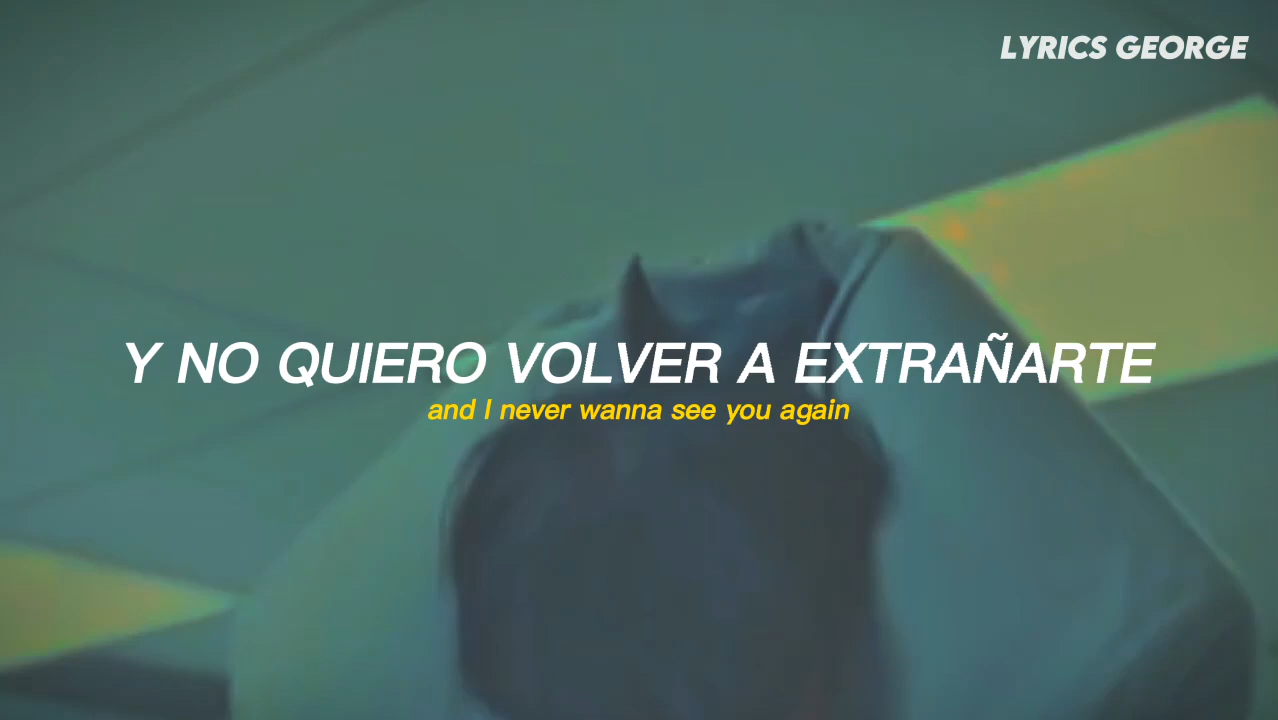 LYRICS GEORGE
Y NO QUIERO VOLVER A EXTRAÑARTE
and I never wanna see you again